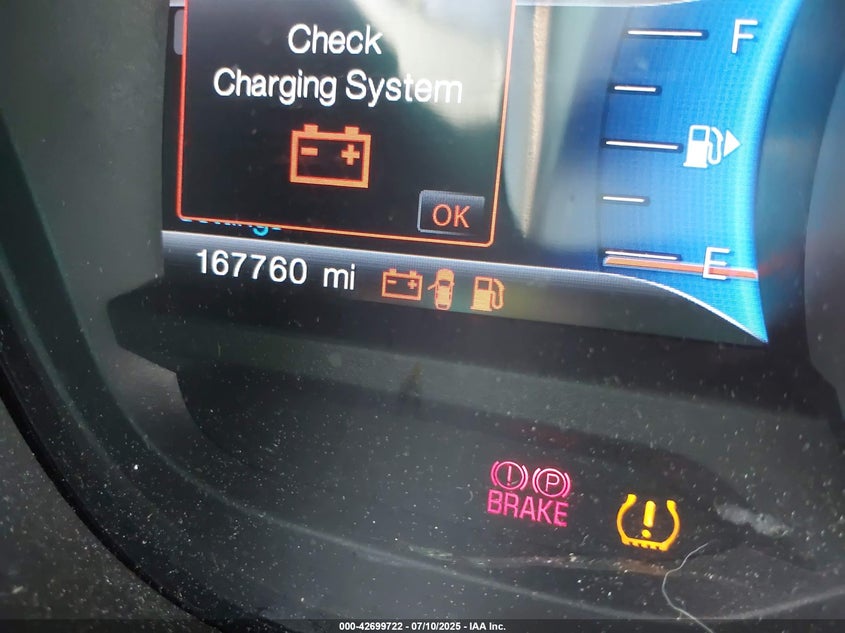 Check
Charging System
OK
F
E
167760 mi
P
BRAKE
000-42699722 - 07/10/2025 - IAA Inc.